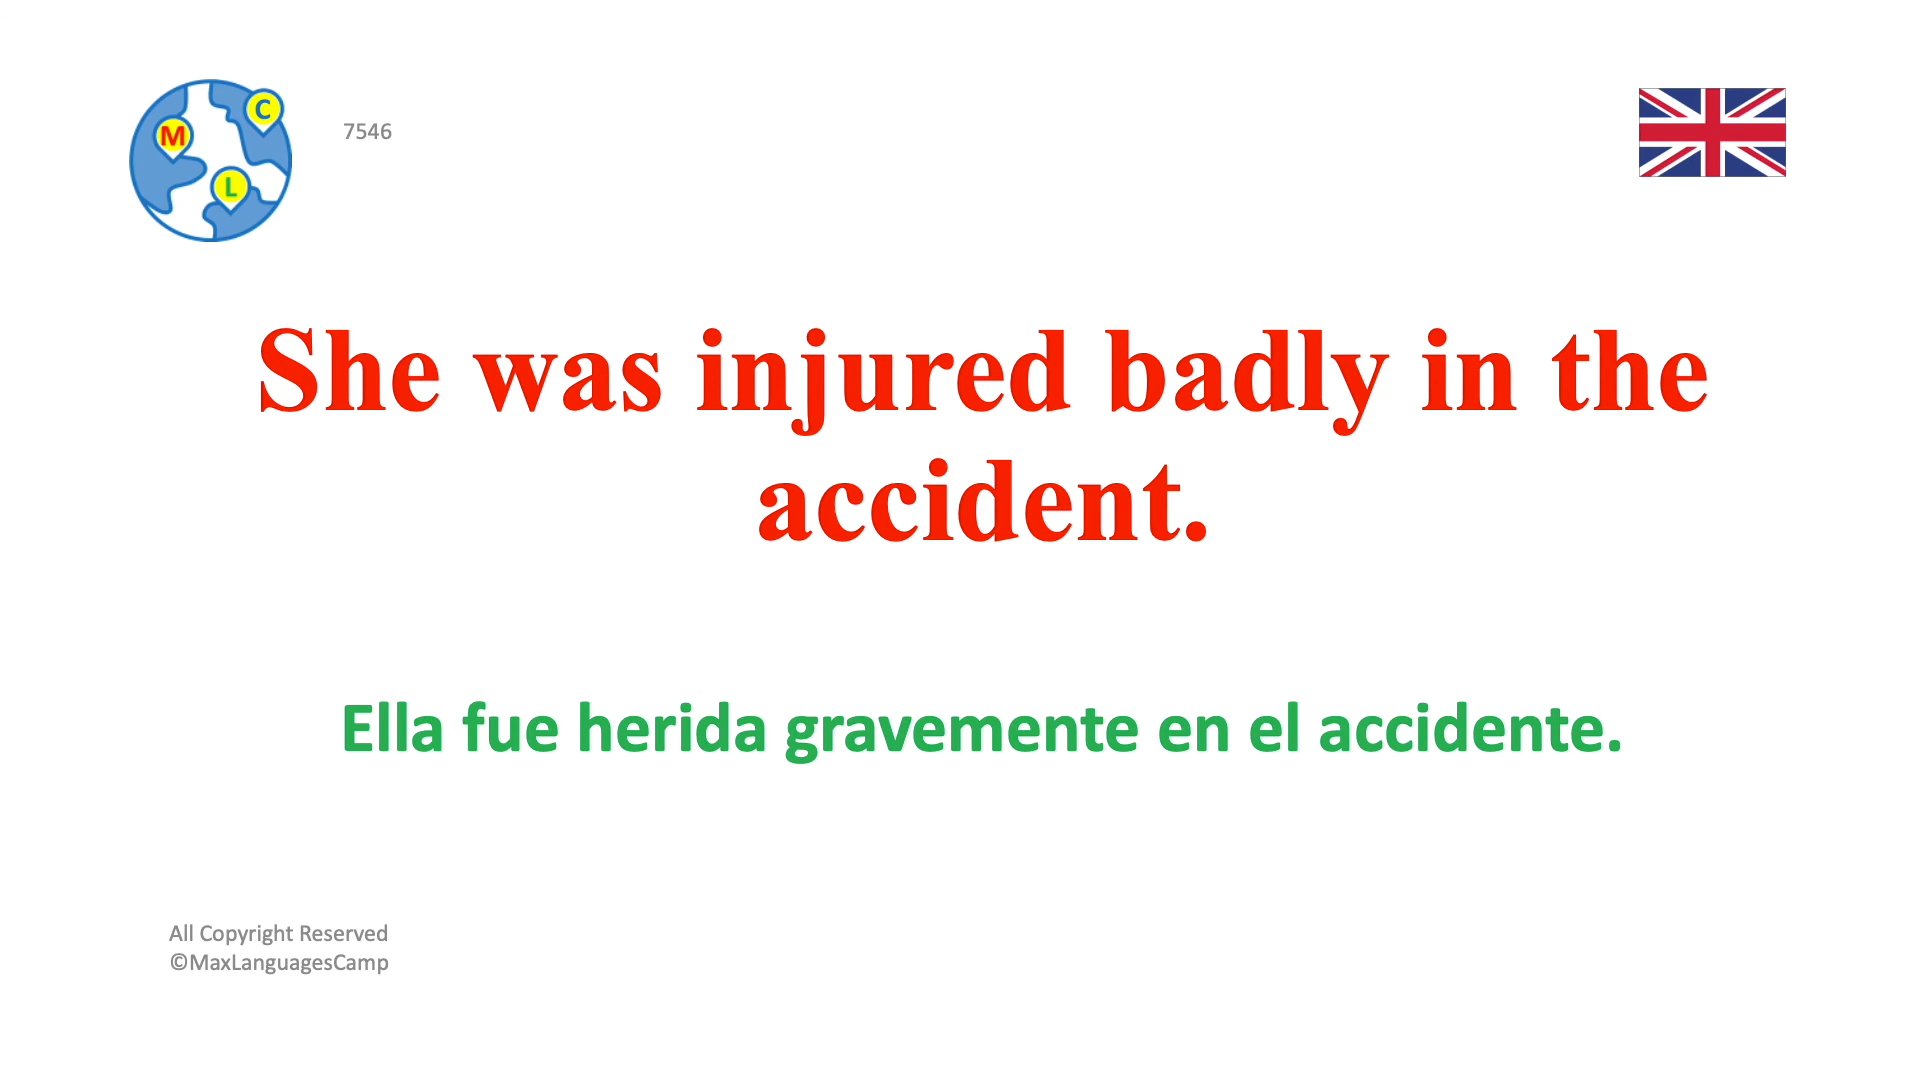 M
C
L
7546
She was injured badly in the
accident.
Ella fue herida gravemente en el accidente.
All Copyright Reserved
©MaxLanguagesCamp